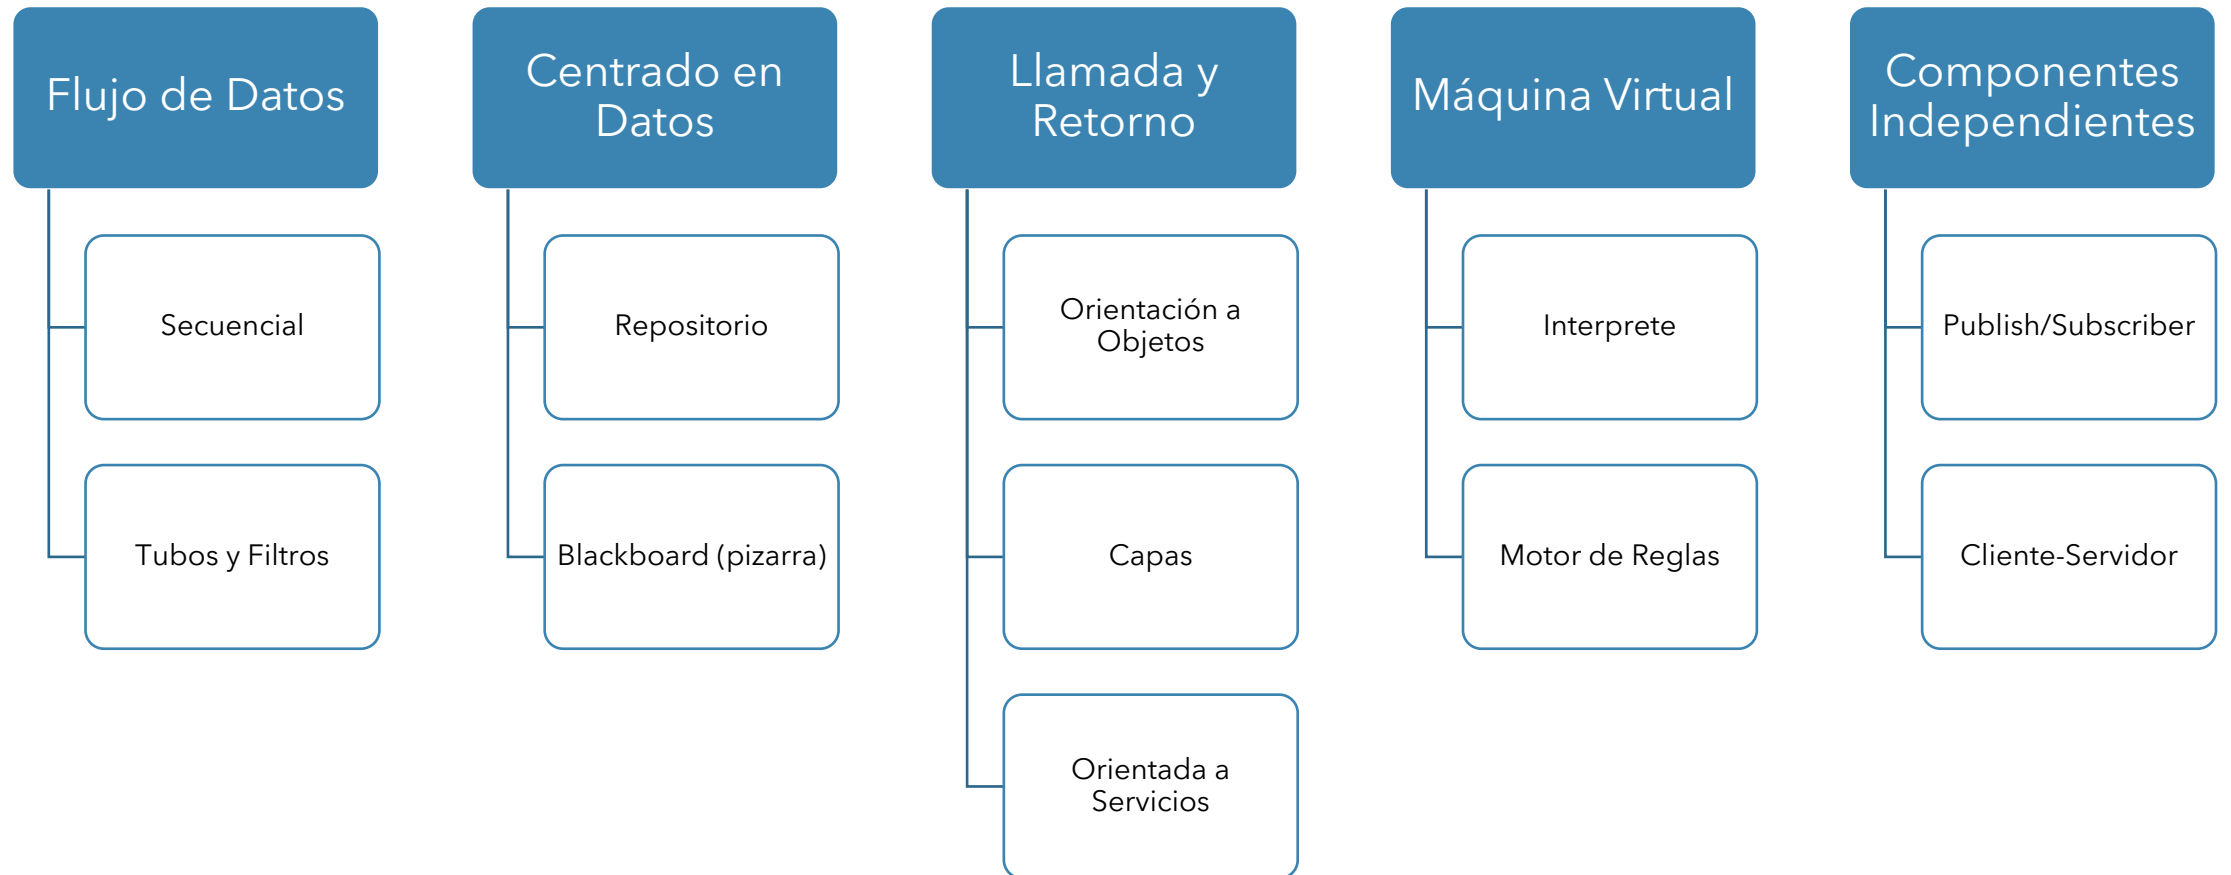 Flujo de Datos
Secuencial
Tubos y Filtros
Centrado en
Datos
Repositorio
Blackboard (pizarra)
Llamada y
Retorno
Orientación a
Objetos
Capas
Orientada a
Servicios
Máquina Virtual
Interprete
Motor de Reglas
Componentes
Independientes
Publish/Subscriber
Cliente-Servidor